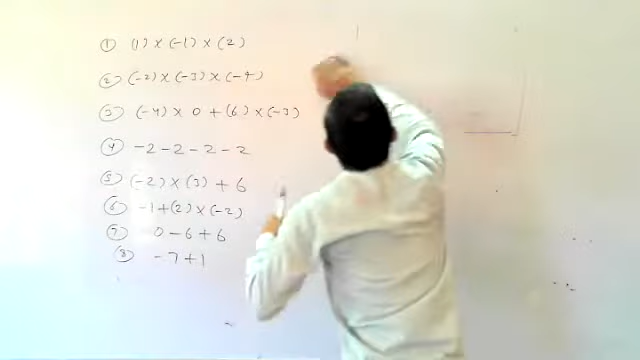 ① (1) × (-1) × (2)
② (-2) × (-3) × (-4)
③ (-4) × 0 + (6) × (-3)
④ -2 - 2 - 2 - 2
⑤ (-2) × (3) + 6
⑥ -1 + (2) × (-2)
⑦ 0 - 6 + 6
⑧ -7 + 1